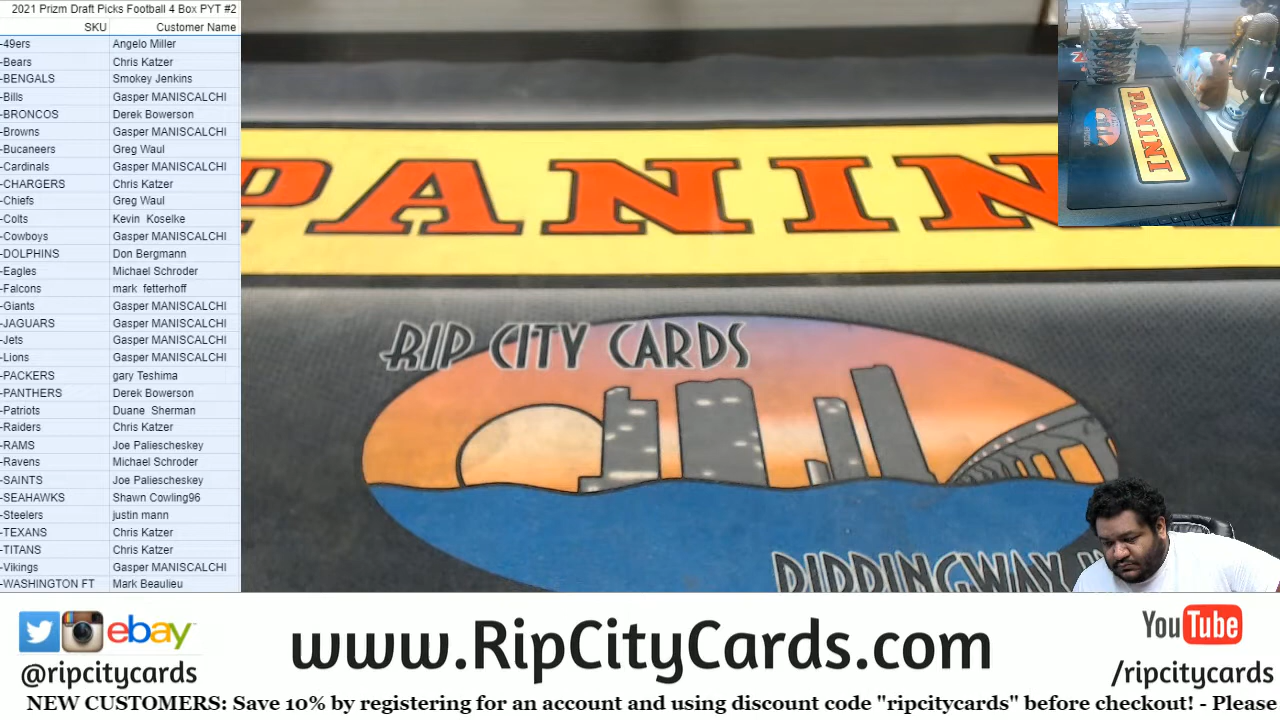 2021 Prizm Draft Picks Football 4 Box PYT #2
SKU Customer Name
-49ers Angelo Miller
-Bears Chris Katzer
-BENGALS Smokey Jenkins
-Bills Gasper MANISCALCHI
-BRONCOS Derek Bowerson
-Browns Gasper MANISCALCHI
-Bucaneers Greg Waul
-Cardinals Gasper MANISCALCHI
-CHARGERS Chris Katzer
-Chiefs Greg Waul
-Colts Kevin Koselke
-Cowboys Gasper MANISCALCHI
-DOLPHINS Don Bergmann
-Eagles Michael Schroder
-Falcons mark fetterhoff
-Giants Gasper MANISCALCHI
-JAGUARS Gasper MANISCALCHI
-Jets Gasper MANISCALCHI
-Lions Gasper MANISCALCHI
-PACKERS gary Teshima
-PANTHERS Derek Bowerson
-Patriots Duane Sherman
-Raiders Chris Katzer
-RAMS Joe Paliescheskey
-Ravens Michael Schroder
-SAINTS Joe Paliescheskey
-SEAHAWKS Shawn Cowling96
-Steelers justin mann
-TEXANS Chris Katzer
-TITANS Chris Katzer
-Vikings Gasper MANISCALCHI
-WASHINGTON FT Mark Beaulieu
PANIN
RIP CITY CARDS
RIPPINGWAX
PANINI
ebay
@ripcitycards
www.RipCityCards.com
YouTube
/ripcitycards
NEW CUSTOMERS: Save 10% by registering for an account and using discount code "ripcitycards" before checkout! - Please